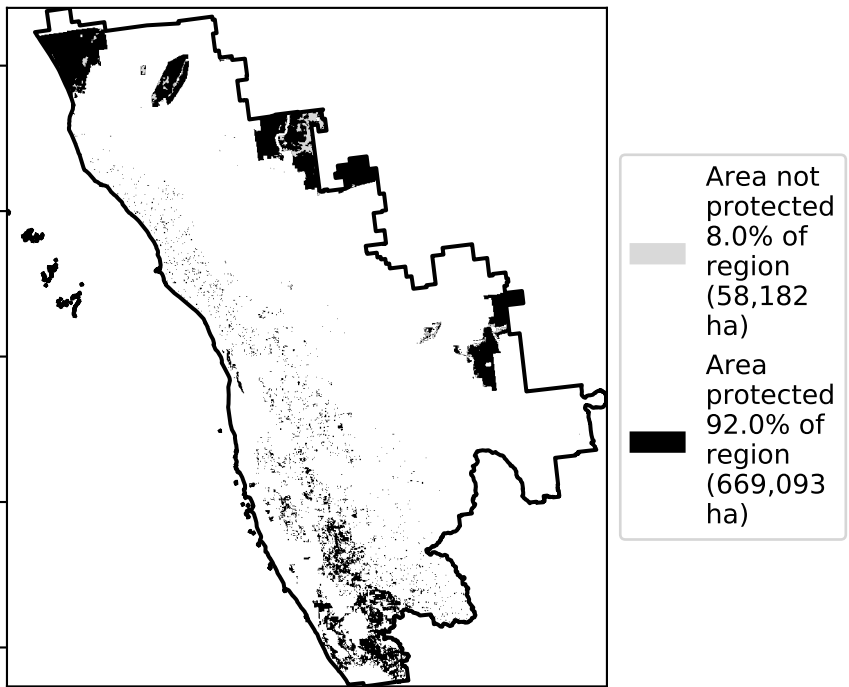 Area not
protected
8.0% of
region
(58,182
ha)
Area
protected
92.0% of
region
(669,093
ha)